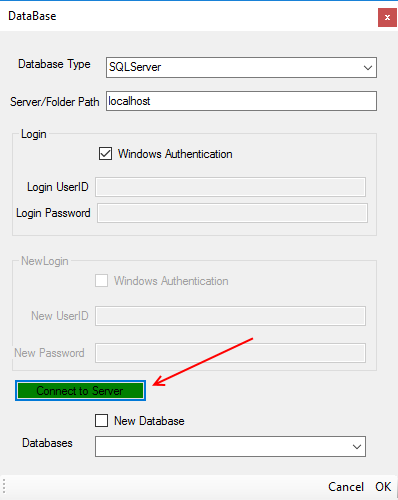 DataBase
x
Database Type SQLServer
Server/Folder Path localhost
Login
Windows Authentication
Login UserID
Login Password
NewLogin
Windows Authentication
New UserID
New Password
Connect to Server
New Database
Databases
Cancel OK